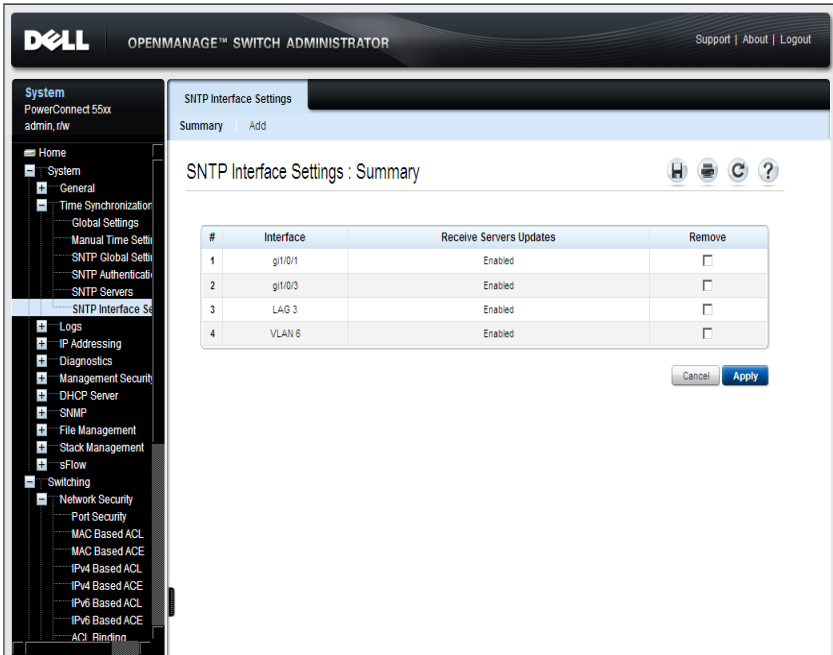 DELL
OPENMANAGE™ SWITCH ADMINISTRATOR
Support | About | Logout
System
PowerConnect 55xx
admin, r/w
Home
System
General
Time Synchronization
Global Settings
Manual Time Settin
SNTP Global Settin
SNTP Authenticati
SNTP Servers
SNTP Interface Se
Logs
IP Addressing
Diagnostics
Management Security
DHCP Server
SNMP
File Management
Stack Management
sFlow
Switching
Network Security
Port Security
MAC Based ACL
MAC Based ACE
IPv4 Based ACL
IPv4 Based ACE
IPv6 Based ACL
IPv6 Based ACE
ACL Binding
SNTP Interface Settings
Summary | Add
SNTP Interface Settings : Summary
# Interface Receive Servers Updates Remove
1 gi1/0/1 Enabled
2 gi1/0/3 Enabled
3 LAG 3 Enabled
4 VLAN 6 Enabled
Cancel Apply